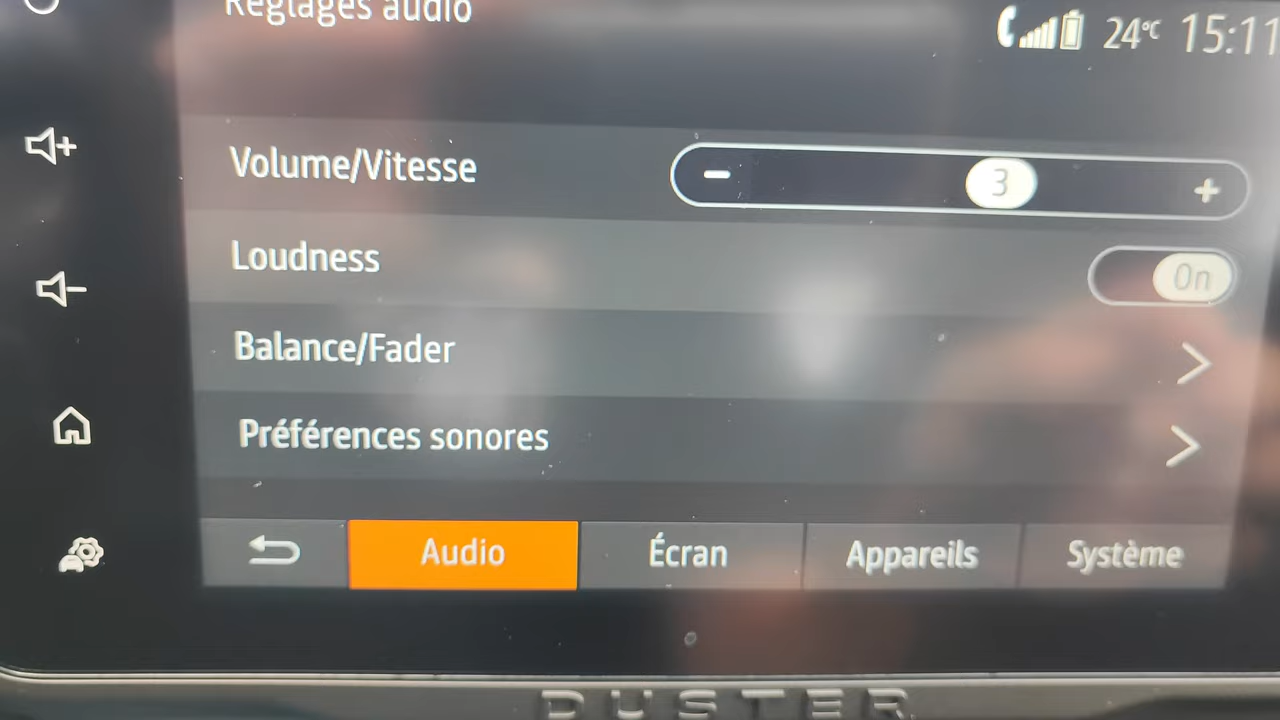 Réglages audio
24°C 15:11
Volume/Vitesse
- 3 +
Loudness
On
Balance/Fader
Préférences sonores
Audio
Écran
Appareils
Système
DUSTER